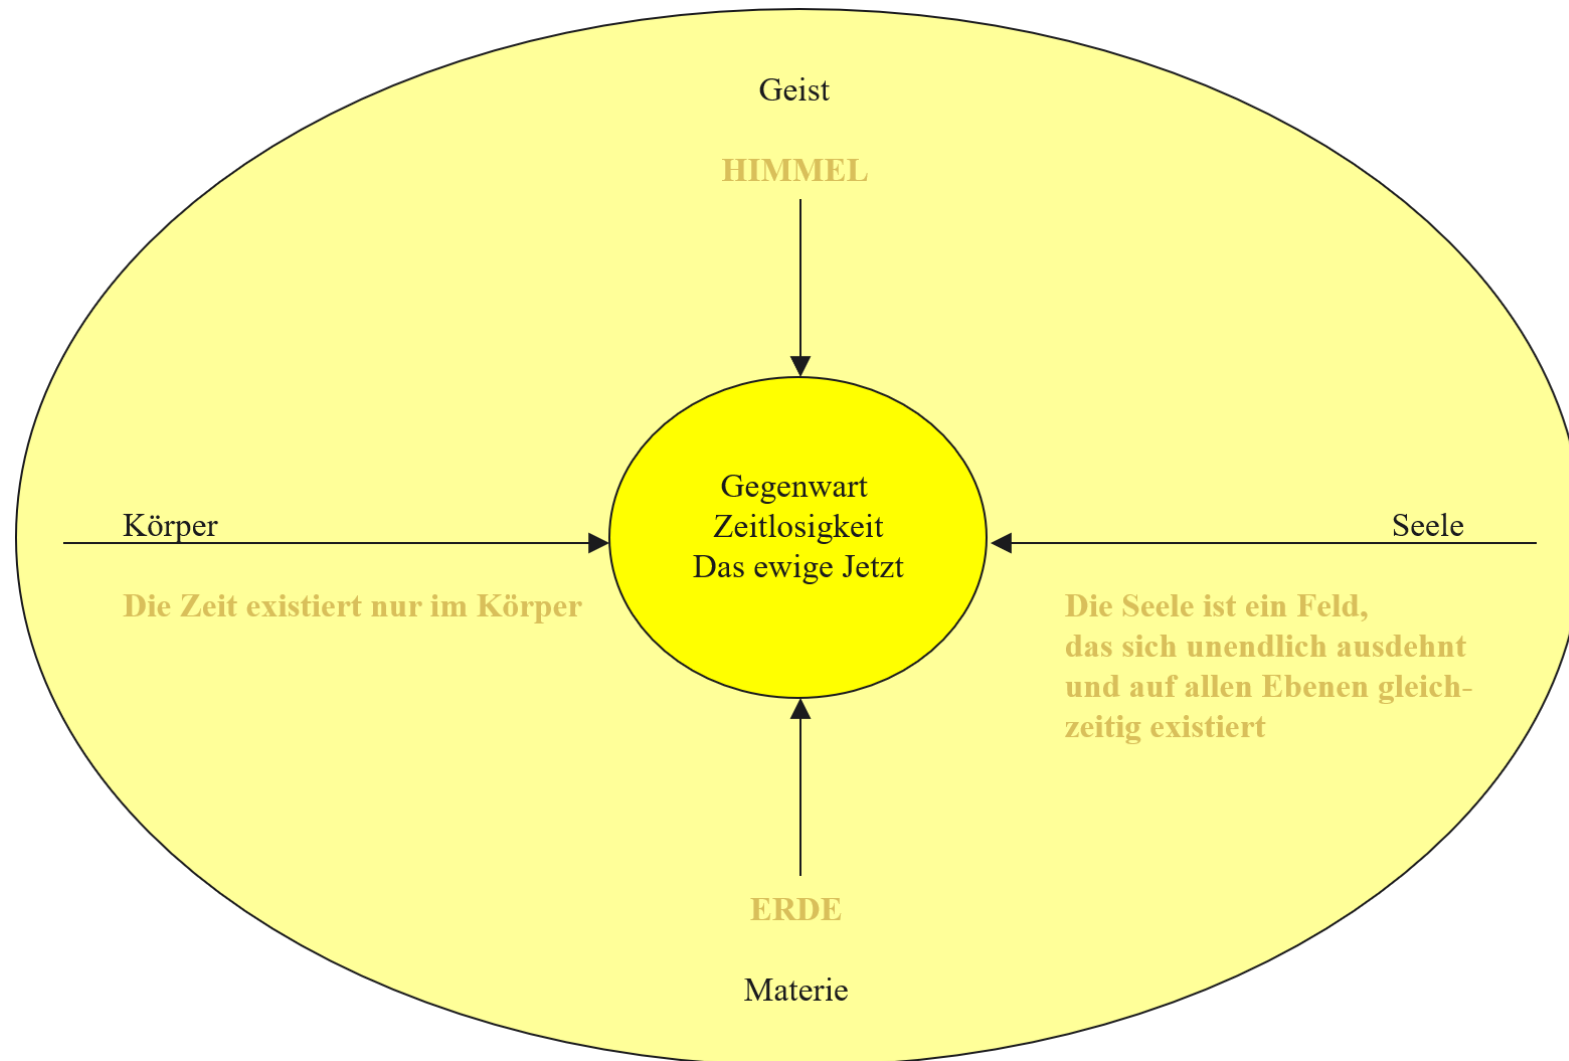 Geist
HIMMEL
Gegenwart
Zeitlosigkeit
Das ewige Jetzt
Körper
Seele
Die Zeit existiert nur im Körper
Die Seele ist ein Feld,
das sich unendlich ausdehnt
und auf allen Ebenen gleich-
zeitig existiert
ERDE
Materie